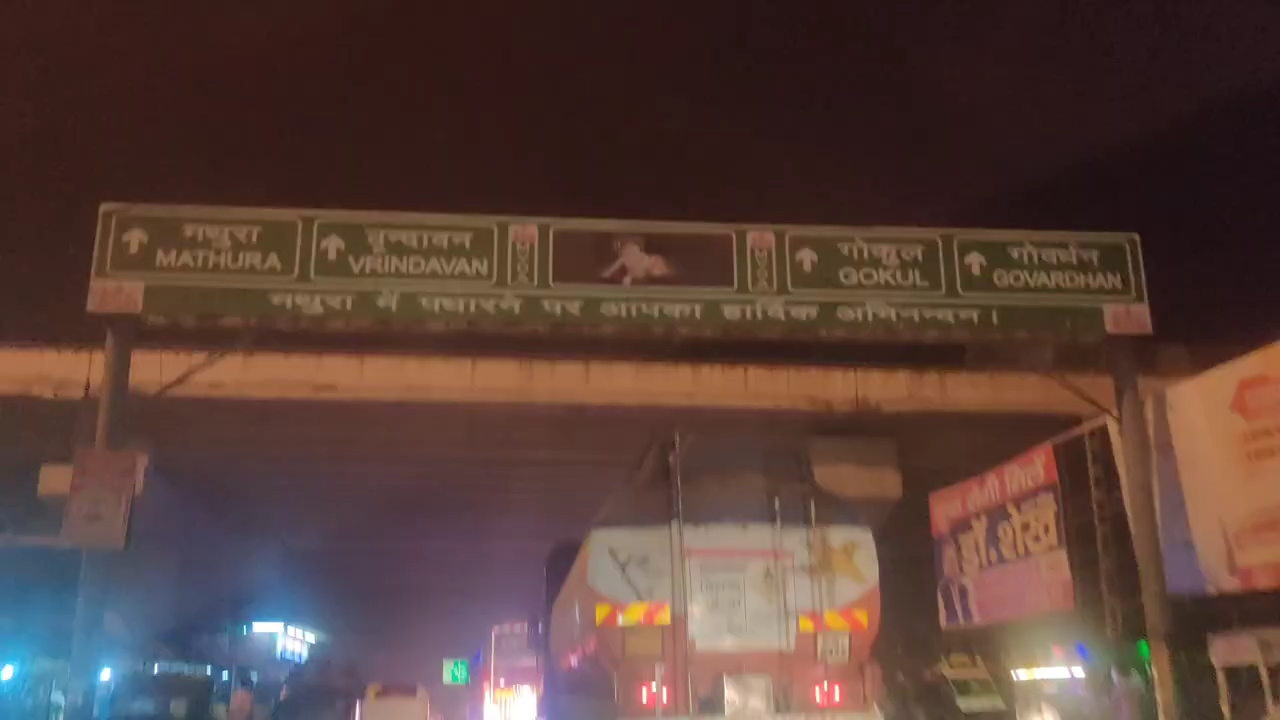 मथुरा
MATHURA
वृन्दावन
VRINDAVAN
गोकुल
GOKUL
गोवर्धन
GOVARDHAN
मथुरा में पधारने पर आपका हार्दिक अभिनन्दन।
रोगी मिलें
डॉ. शेख